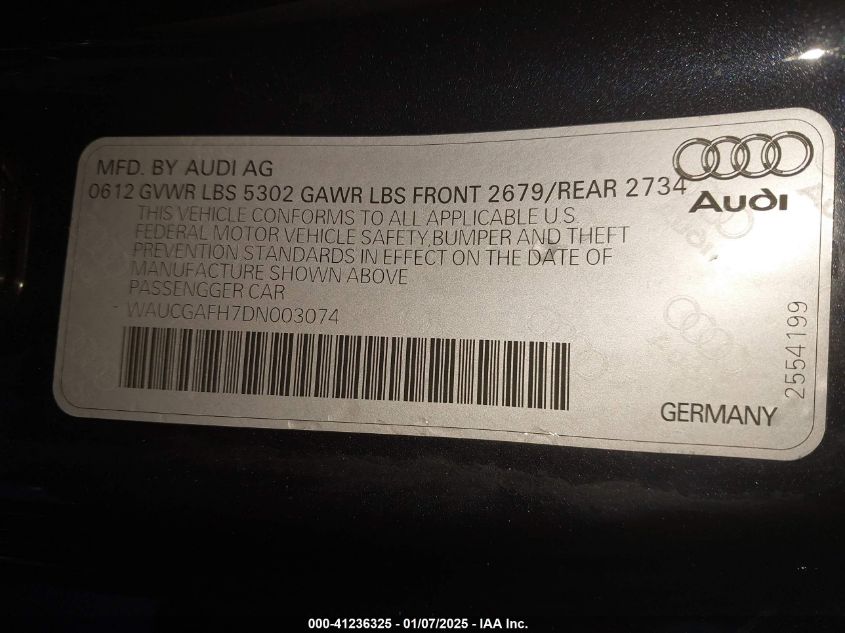 MFD. BY AUDI AG
0612 GVWR LBS 5302 GAWR LBS FRONT 2679/REAR 2734
Audi
THIS VEHICLE CONFORMS TO ALL APPLICABLE U.S.
FEDERAL MOTOR VEHICLE SAFETY,BUMPER AND THEFT
PREVENTION STANDARDS IN EFFECT ON THE DATE OF
MANUFACTURE SHOWN ABOVE
PASSENGGER CAR
WAUCGAFH7DN003074
2554199
GERMANY
000-41236325 - 01/07/2025 - IAA Inc.